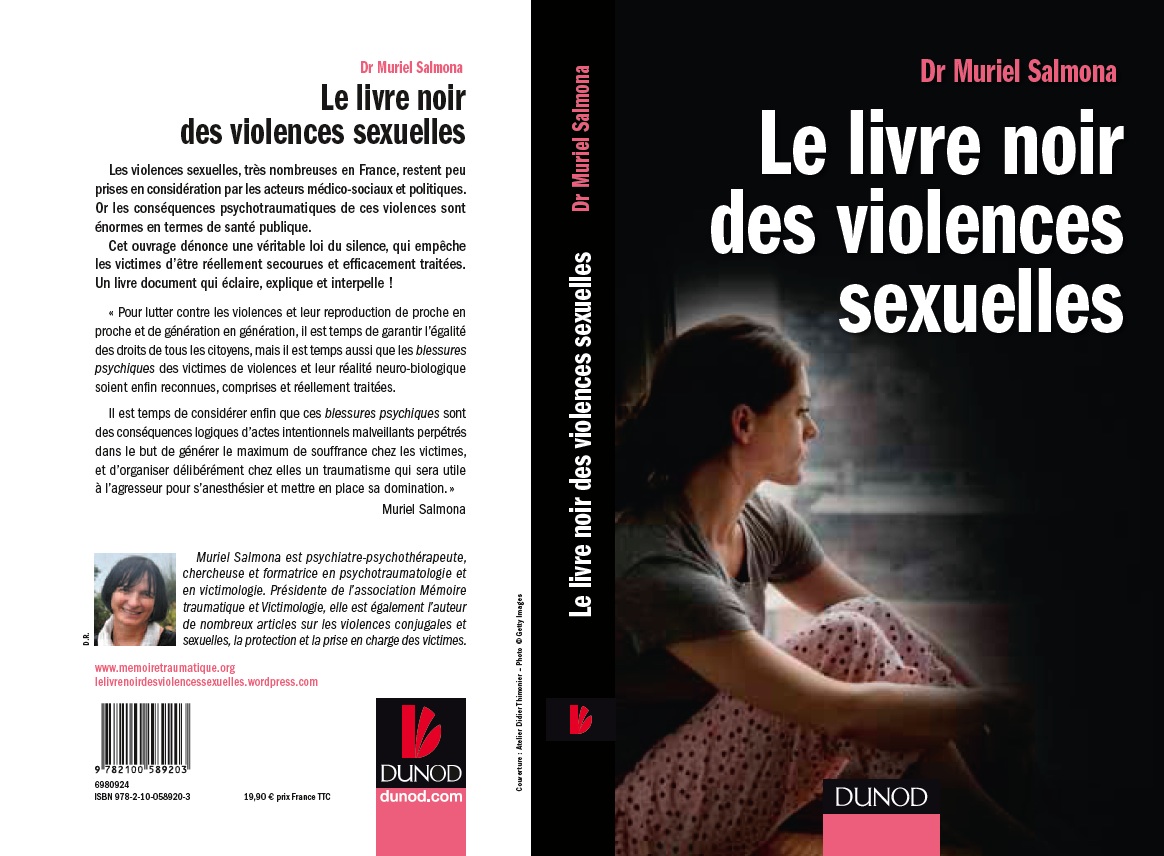 Dr Muriel Salmona
Le livre noir
des violences sexuelles
Les violences sexuelles, très nombreuses en France, restent peu
prises en considération par les acteurs médico-sociaux et politiques.
Or les conséquences psychotraumatiques de ces violences sont
énormes en termes de santé publique.
Cet ouvrage dénonce une véritable loi du silence, qui empêche
les victimes d'être réellement secourues et efficacement traitées.
Un livre document qui éclaire, explique et interpelle !
« Pour lutter contre les violences et leur reproduction de proche en
proche et de génération en génération, il est temps de garantir l'égalité
des droits de tous les citoyens, mais il est temps aussi que les blessures
psychiques des victimes de violences et leur réalité neuro-biologique
soient enfin reconnues, comprises et réellement traitées.
Il est temps de considérer enfin que ces blessures psychiques sont
des conséquences logiques d'actes intentionnels malveillants perpétrés
dans le but de générer le maximum de souffrance chez les victimes,
et d'organiser délibérément chez elles un traumatisme qui sera utile
à l'agresseur pour s'anesthésier et mettre en place sa domination. »
Muriel Salmona
Muriel Salmona est psychiatre-psychothérapeute,
chercheuse et formatrice en psychotraumatologie et
en victimologie. Présidente de l'association Mémoire
traumatique et Victimologie, elle est également l'auteur
de nombreux articles sur les violences conjugales et
sexuelles, la protection et la prise en charge des victimes.
D.R.
www.memoiretraumatique.org
lelivrenoirdesviolencessexuelles.wordpress.com
9 782100 589203
6980924
ISBN 978-2-10-058920-3
19,90 € prix France TTC
DUNOD
dunod.com
Couverture : Atelier Didier Thimonier – Photo © Getty Images
Dr Muriel Salmona
Le livre noir des violences sexuelles
Dr Muriel Salmona
Le livre noir
des violences
sexuelles
DUNOD